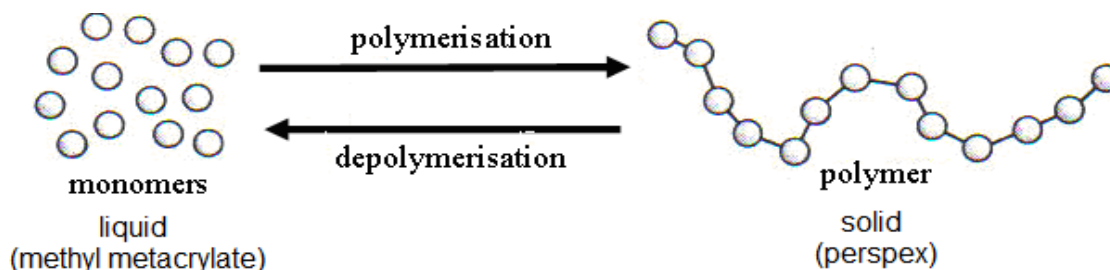 polymerisation
depolymerisation
monomers
liquid
(methyl metacrylate)
polymer
solid
(perspex)